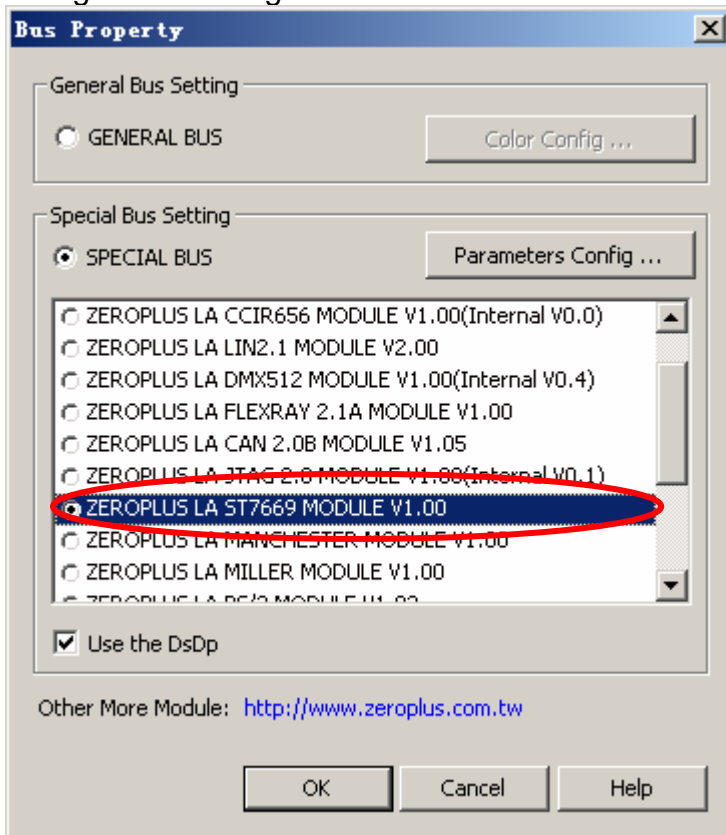 Bus Property
General Bus Setting
GENERAL BUS
Color Config ...
Special Bus Setting
SPECIAL BUS
Parameters Config ...
ZEROPLUS LA CCIR656 MODULE V1.00(Internal V0.0)
ZEROPLUS LA LIN2.1 MODULE V2.00
ZEROPLUS LA DMX512 MODULE V1.00(Internal V0.4)
ZEROPLUS LA FLEXRAY 2.1A MODULE V1.00
ZEROPLUS LA CAN 2.0B MODULE V1.05
ZEROPLUS LA JTAG 2.0 MODULE V1.00(Internal V0.1)
ZEROPLUS LA ST7669 MODULE V1.00
ZEROPLUS LA MANCHESTER MODULE V1.00
ZEROPLUS LA MILLER MODULE V1.00
ZEROPLUS LA PS/2 MODULE
Use the DsDp
Other More Module: http://www.zeroplus.com.tw
OK
Cancel
Help